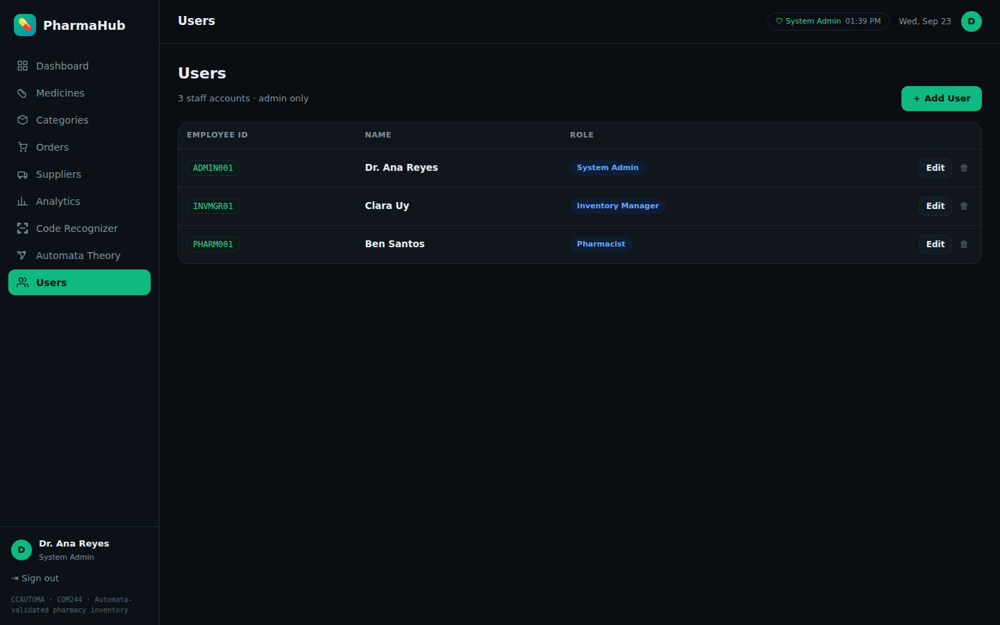 PharmaHub
Dashboard
Medicines
Categories
Orders
Suppliers
Analytics
Code Recognizer
Automata Theory
Users
D
Dr. Ana Reyes
System Admin
⇥ Sign out
CCAUTOMA · COM244 · Automata-
validated pharmacy inventory
Users
System Admin 01:39 PM
Wed, Sep 23
D
Users
3 staff accounts · admin only
+ Add User
EMPLOYEE ID NAME ROLE
ADMIN001 Dr. Ana Reyes System Admin Edit
INVMGR01 Clara Uy Inventory Manager Edit
PHARM001 Ben Santos Pharmacist Edit